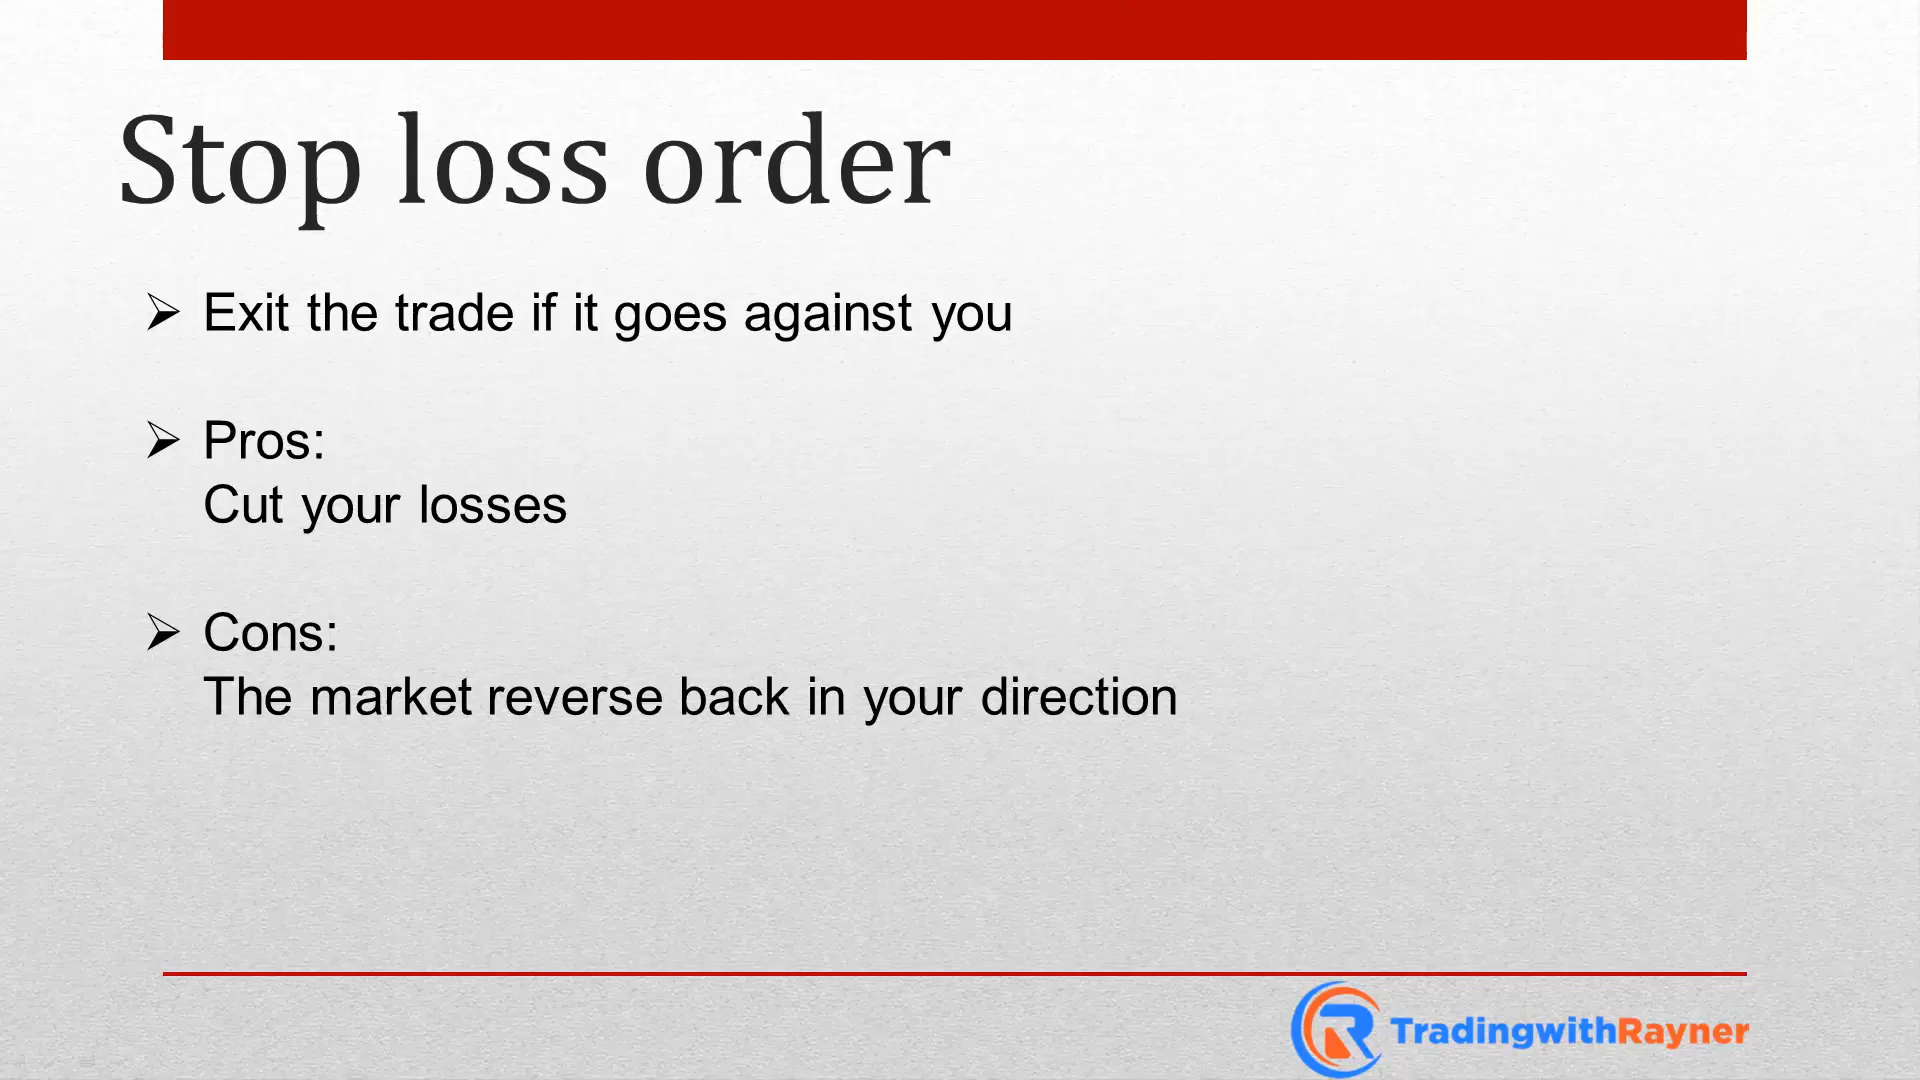 Stop loss order
➢ Exit the trade if it goes against you
➢ Pros:
Cut your losses
➢ Cons:
The market reverse back in your direction
TradingwithRayner